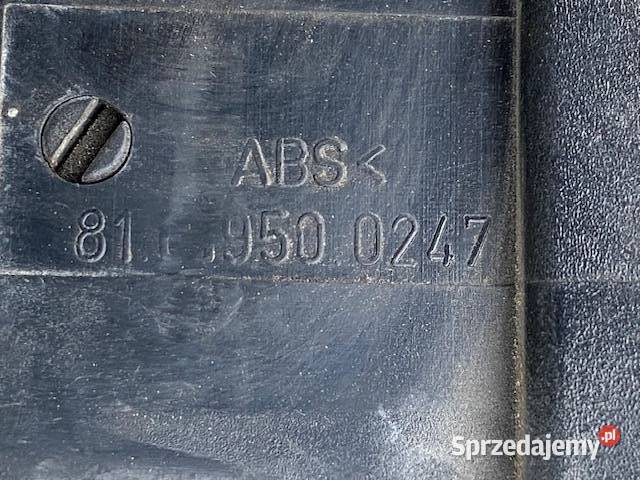 ABS<
81. .950 0247
Sprzedajemy.pl